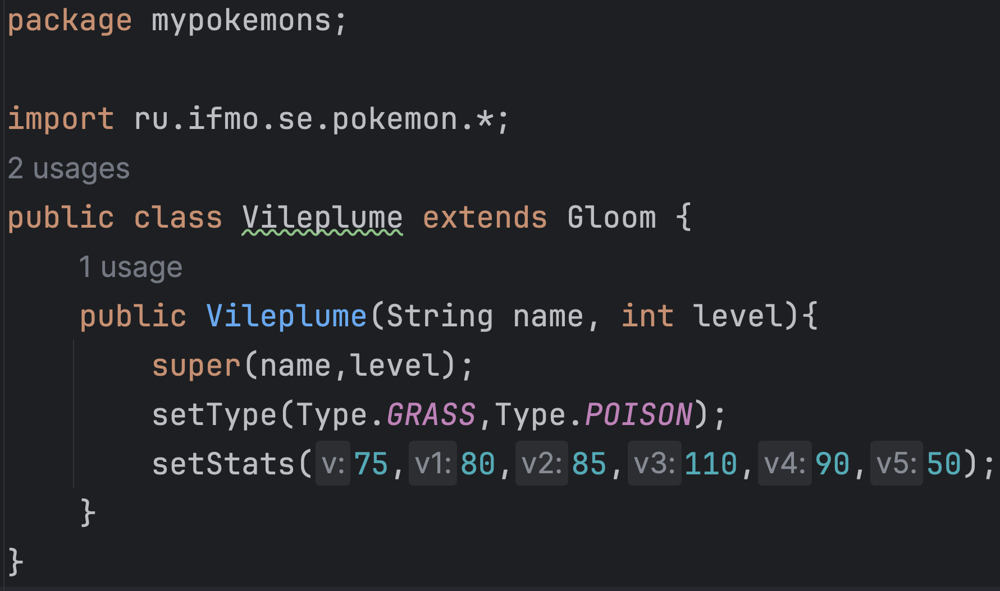 package mypokemons;
import ru.ifmo.se.pokemon.*;
2 usages
public class Vileplume extends Gloom {
1 usage
public Vileplume(String name, int level){
super(name,level);
setType(Type.GRASS,Type.POISON);
setStats( v: 75, v1: 80, v2: 85, v3: 110, v4: 90, v5: 50);
}
}